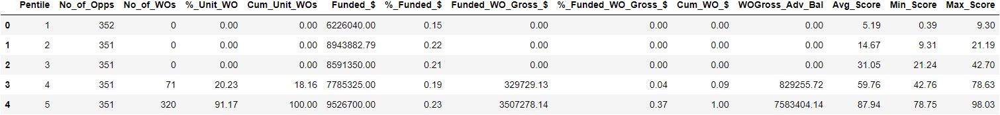 Pentile No_of_Opps No_of_WOs %_Unit_WO Cum_Unit_WOs Funded_$ %_Funded_$ Funded_WO_Gross_$ %_Funded_WO_Gross_$ Cum_WO_$ WOGross_Adv_Bal Avg_Score Min_Score Max_Score
0 1 352 0 0.00 0.00 6226040.00 0.15 0.00 0.00 0.00 0.00 5.19 0.39 9.30
1 2 351 0 0.00 0.00 8943882.79 0.22 0.00 0.00 0.00 0.00 14.67 9.31 21.19
2 3 351 0 0.00 0.00 8591350.00 0.21 0.00 0.00 0.00 0.00 31.05 21.24 42.70
3 4 351 71 20.23 18.16 7785325.00 0.19 329729.13 0.04 0.09 829255.72 59.76 42.76 78.63
4 5 351 320 91.17 100.00 9526700.00 0.23 3507278.14 0.37 1.00 7583404.14 87.94 78.75 98.03